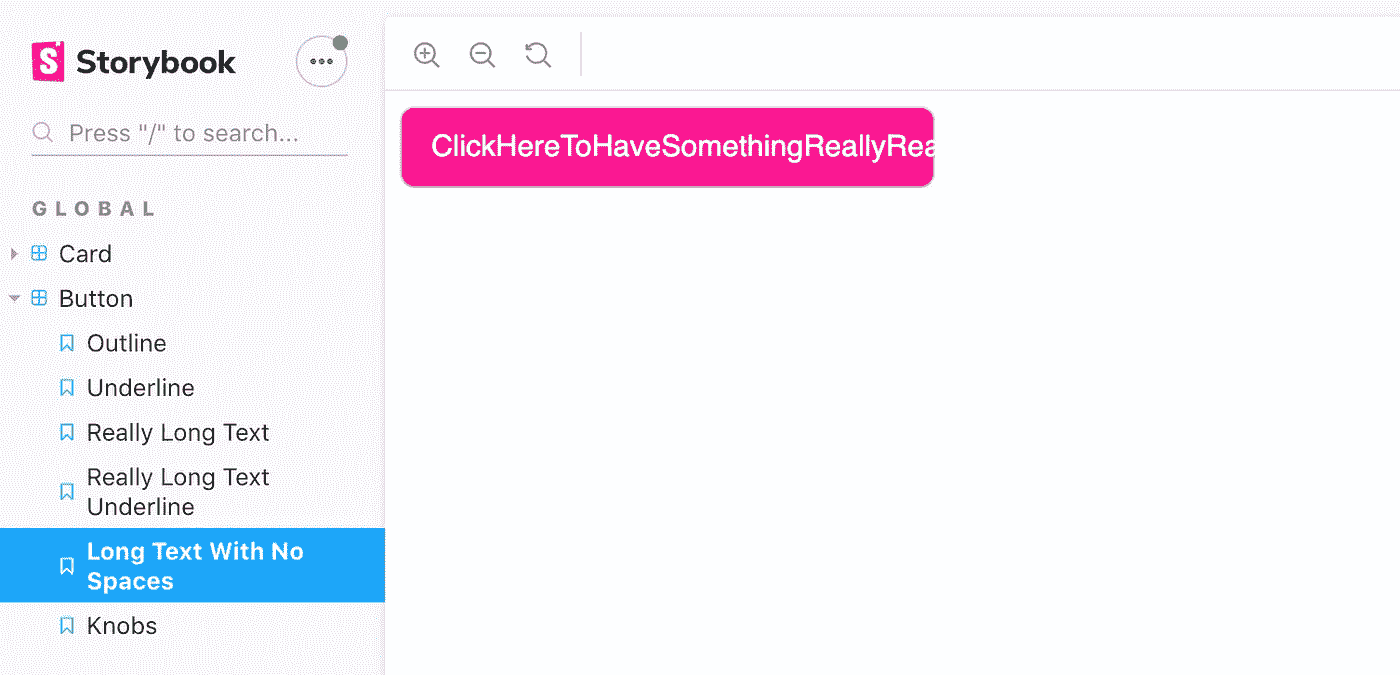 Storybook
Press "/" to search...
GLOBAL
Card
Button
Outline
Underline
Really Long Text
Really Long Text
Underline
Long Text With No
Spaces
Knobs
ClickHereToHaveSomethingReallyRea